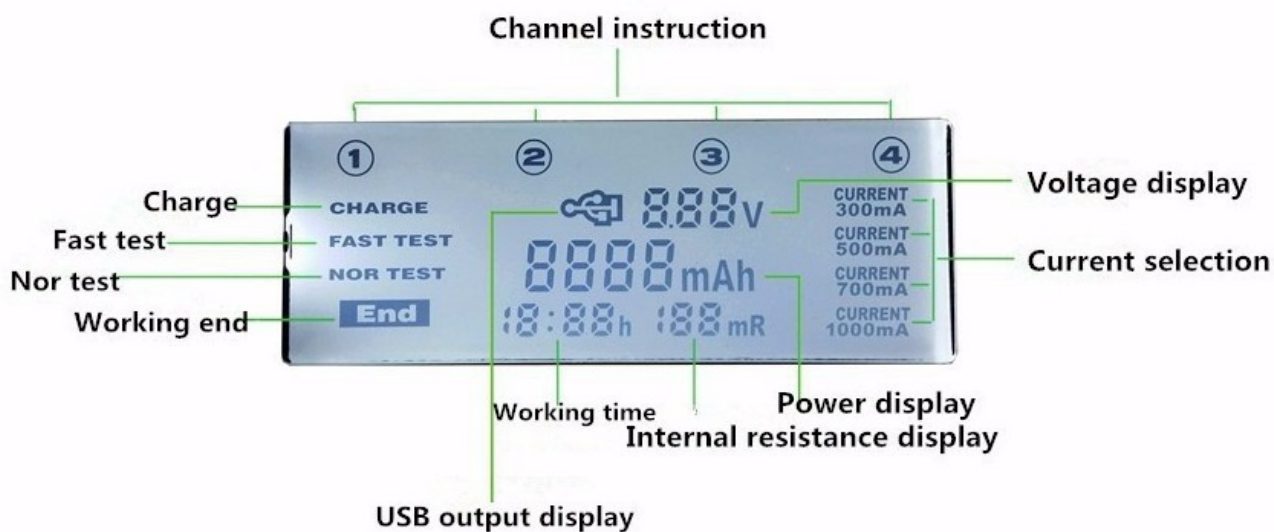 Channel instruction
① ② ③ ④
Charge
Fast test
Nor test
Working end
CHARGE
FAST TEST
NOR TEST
End
8.88V
8888mAh
18:88h 188mR
CURRENT
300mA
CURRENT
500mA
CURRENT
700mA
CURRENT
1000mA
Voltage display
Current selection
Working time
Power display
Internal resistance display
USB output display